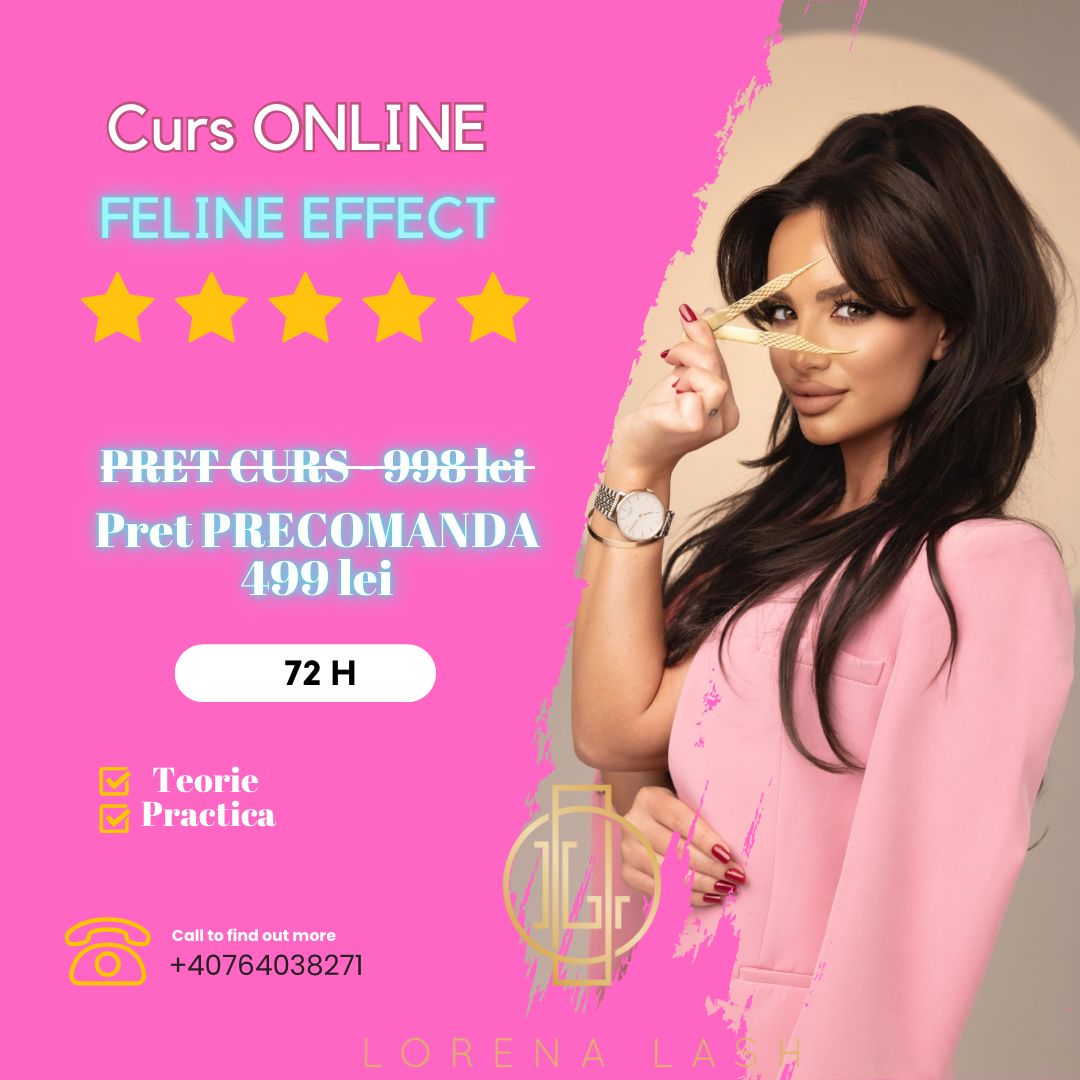 Curs ONLINE
FELINE EFFECT
PRET CURS - 998 lei
Pret PRECOMANDA
499 lei
72 H
Teorie
Practica
Call to find out more
+40764038271
LORENA LASH